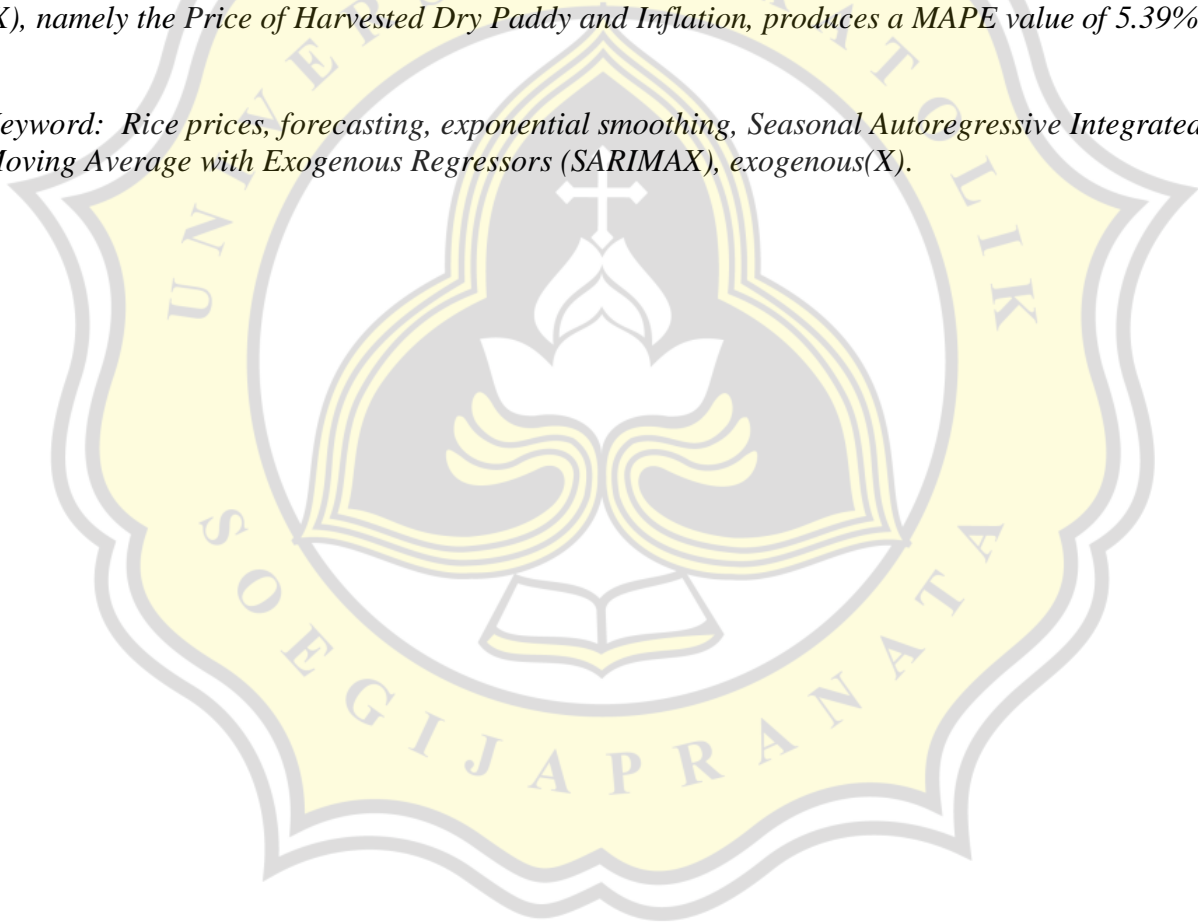 X), namely the Price of Harvested Dry Paddy and Inflation, produces a MAPE value of 5.39%
eyword: Rice prices, forecasting, exponential smoothing, Seasonal Autoregressive Integrated
Moving Average with Exogenous Regressors (SARIMAX), exogenous(X).
SOEGIJAPRANATA